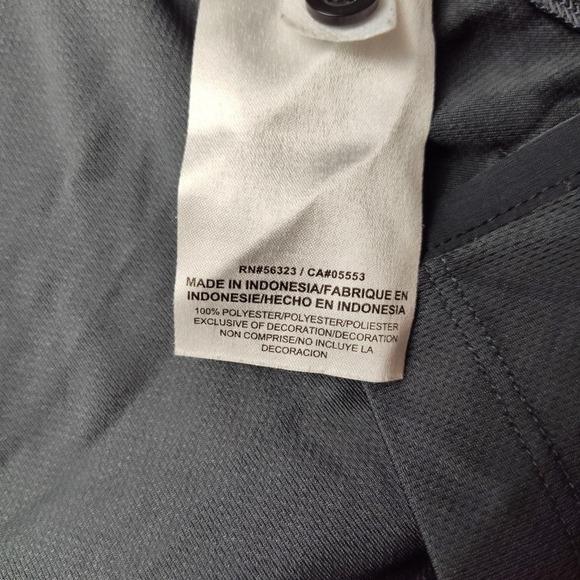 RN#56323 / CA#05553
MADE IN INDONESIA/FABRIQUE EN
INDONESIE/HECHO EN INDONESIA
100% POLYESTER/POLYESTER/POLIESTER
EXCLUSIVE OF DECORATION/DECORATION
NON COMPRISE/NO INCLUYE LA
DECORACION